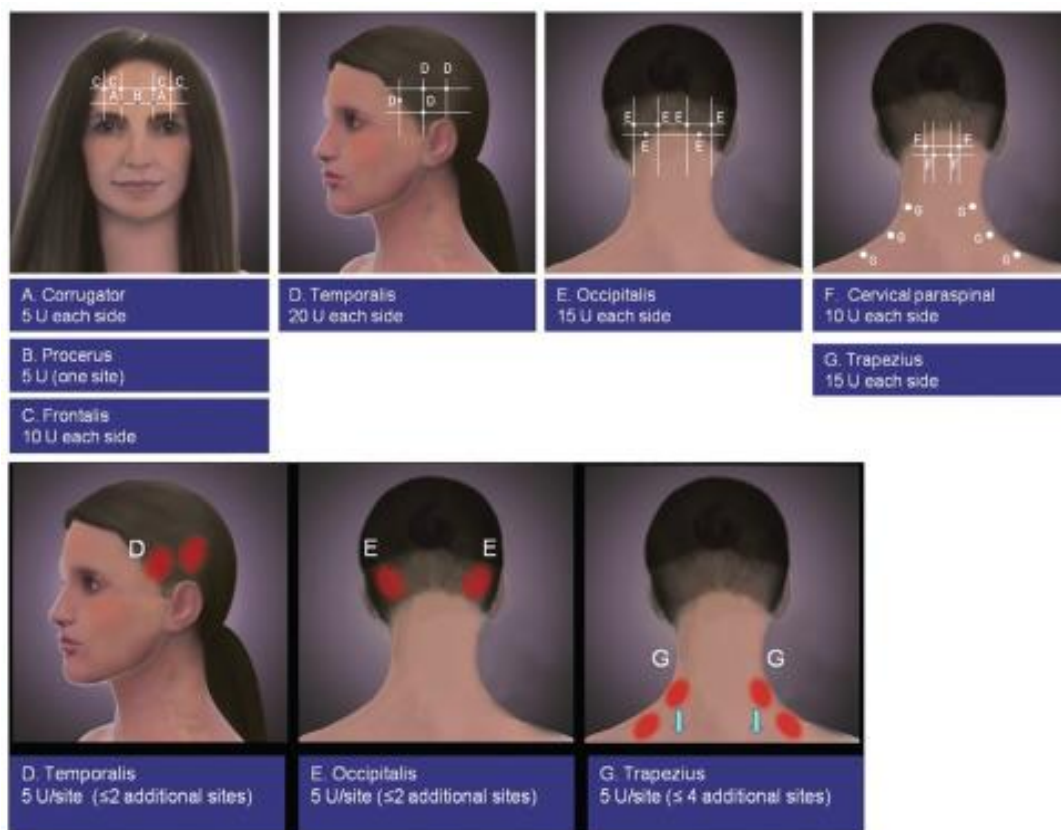 C C C C
A B A
D D
D D
E E E E
E E
F F
G G
G G
G G
A. Corrugator
5 U each side
B. Procerus
5 U (one site)
C. Frontalis
10 U each side
D. Temporalis
20 U each side
E. Occipitalis
15 U each side
F. Cervical paraspinal
10 U each side
G. Trapezius
15 U each side
D
E E
G G
D. Temporalis
5 U/site (≤2 additional sites)
E. Occipitalis
5 U/site (≤2 additional sites)
G. Trapezius
5 U/site (≤ 4 additional sites)